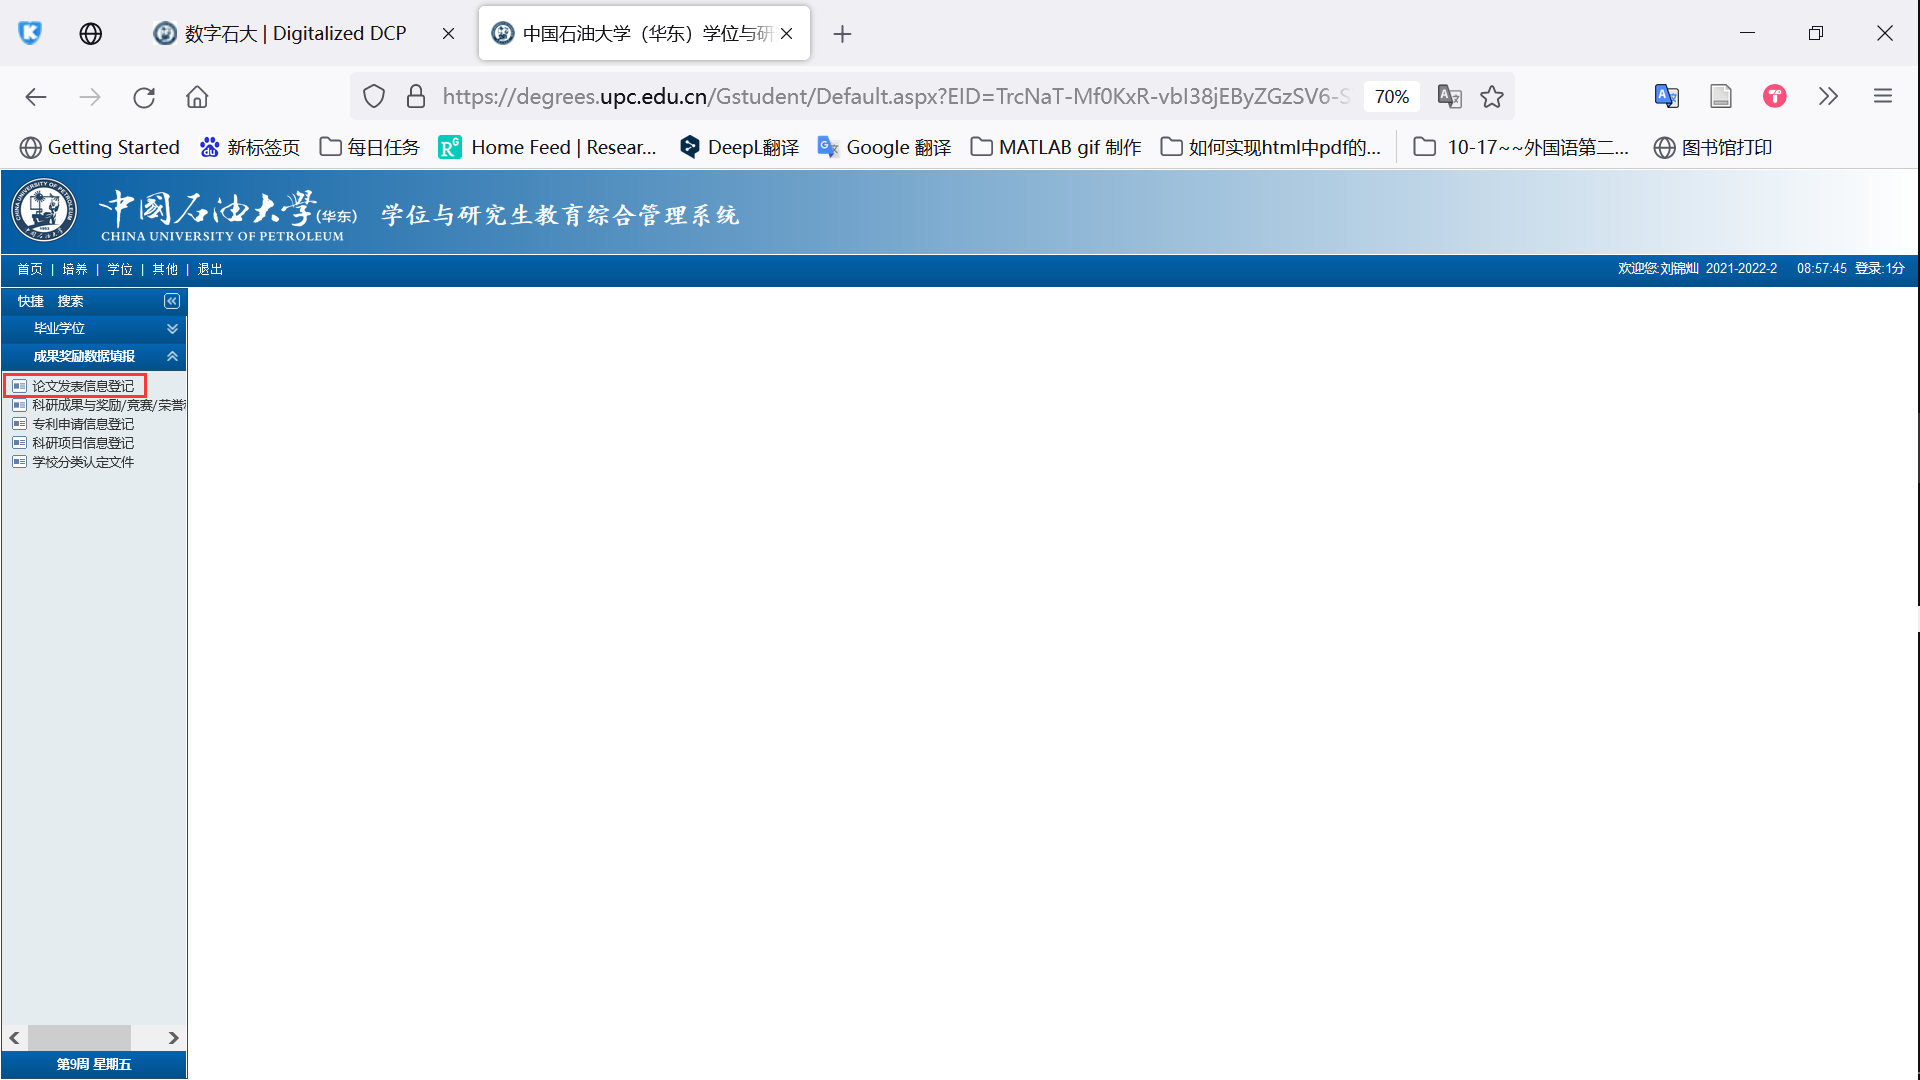 数字石大 | Digitalized DCP
中国石油大学（华东）学位与研
https://degrees.upc.edu.cn/Gstudent/Default.aspx?EID=TrcNaT-Mf0KxR-vbI38jEByZGzSV6-S
70%
Getting Started
新标签页
每日任务
Home Feed | Resear...
DeepL翻译
Google 翻译
MATLAB gif 制作
如何实现html中pdf的...
10-17~~外国语第二...
图书馆打印
中國石油大学(华东) 学位与研究生教育综合管理系统
CHINA UNIVERSITY OF PETROLEUM
首页 | 培养 | 学位 | 其他 | 退出
欢迎您:刘锦灿 2021-2022-2 08:57:45 登录:1分
快捷 搜索
毕业学位
成果奖励数据填报
论文发表信息登记
科研成果与奖励/竞赛/荣誉
专利申请信息登记
科研项目信息登记
学校分类认定文件
第9周 星期五